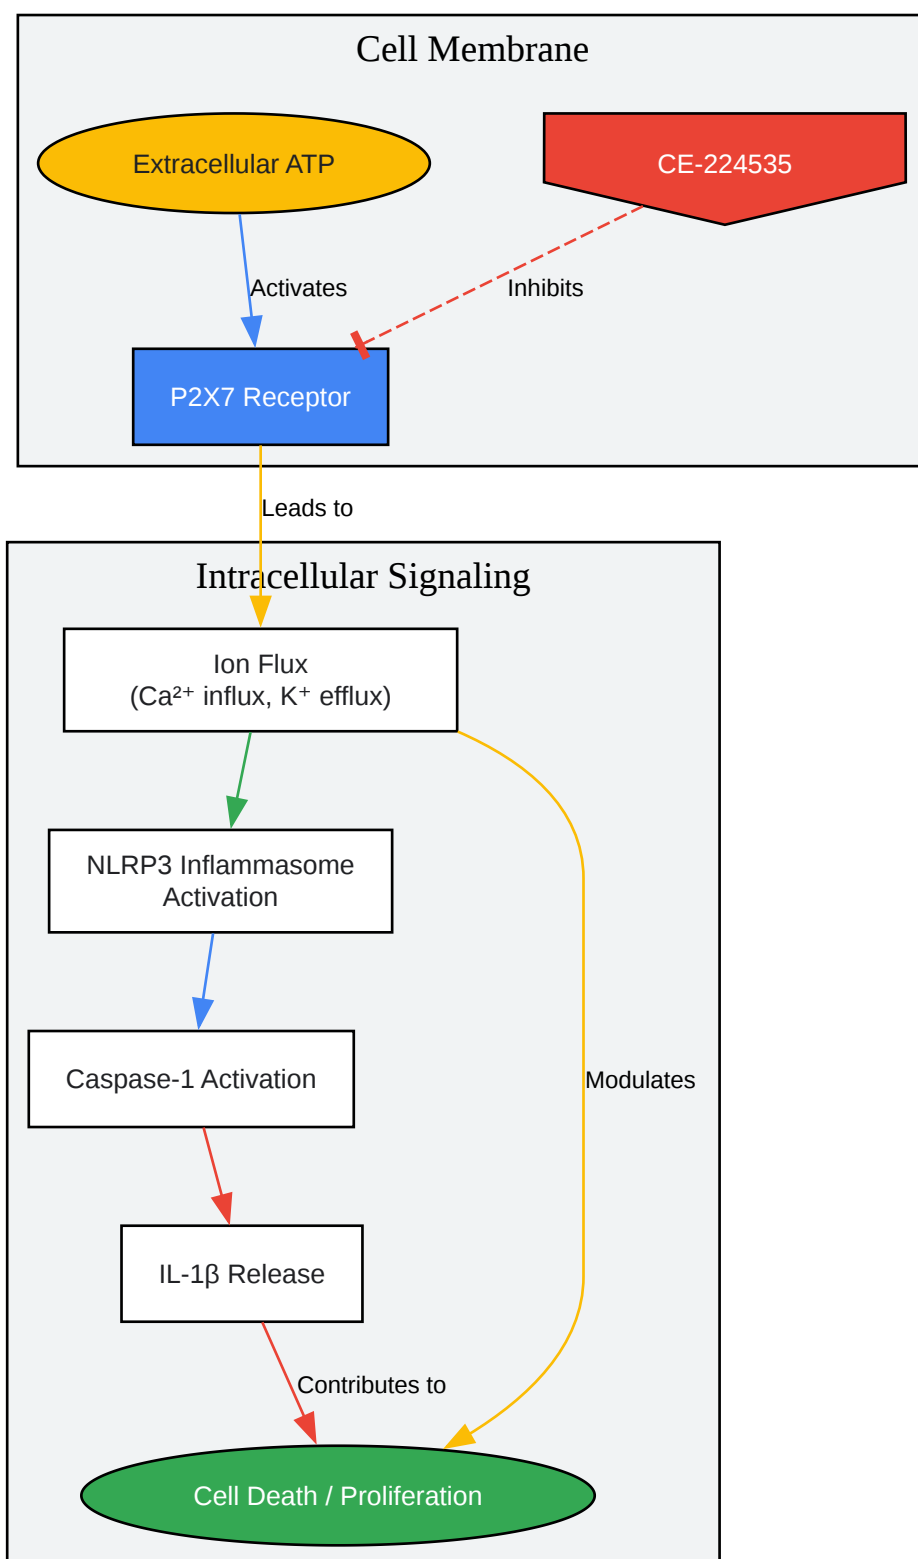 Cell Membrane
Extracellular ATP
CE-224535
Activates
Inhibits
P2X7 Receptor
Leads to
Intracellular Signaling
Ion Flux
(Ca²⁺ influx, K⁺ efflux)
NLRP3 Inflammasome
Activation
Caspase-1 Activation
Modulates
IL-1β Release
Contributes to
Cell Death / Proliferation